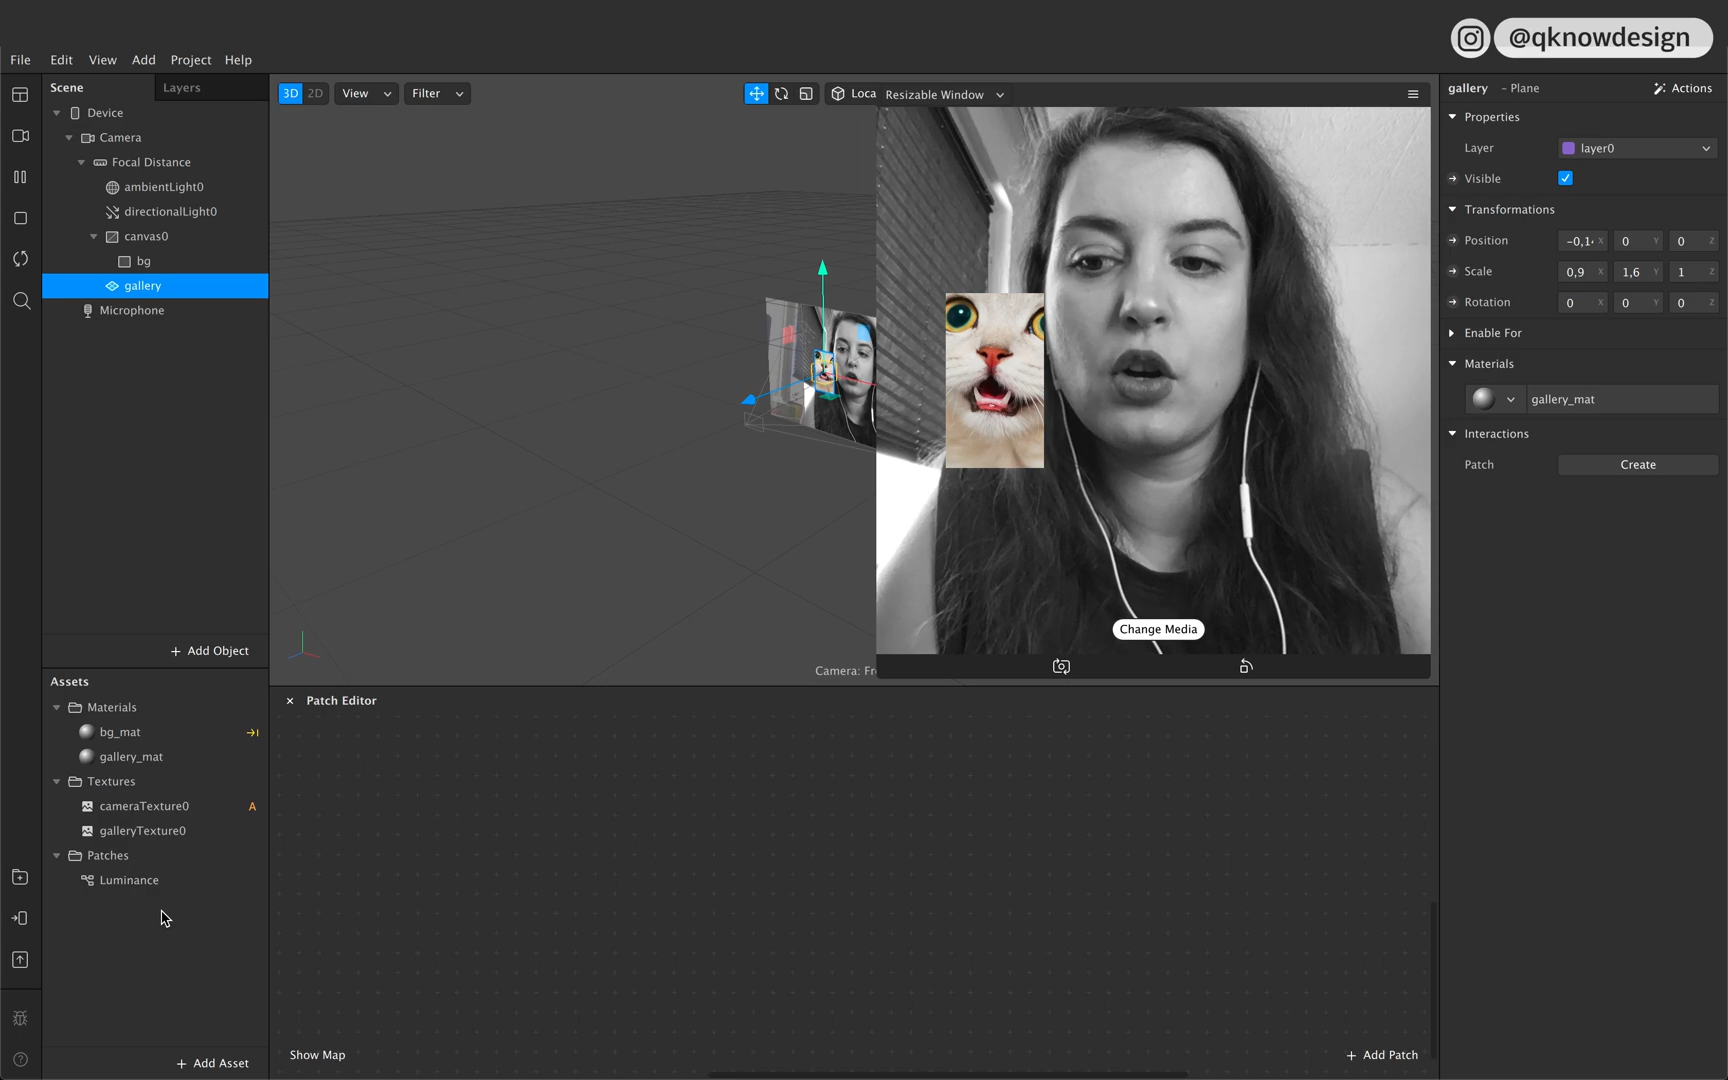 @qknowdesign
File Edit View Add Project Help
Scene Layers
Device
Camera
Focal Distance
ambientLight0
directionalLight0
canvas0
bg
gallery
Microphone
+ Add Object
Assets
Materials
bg_mat
gallery_mat
Textures
cameraTexture0 A
galleryTexture0
Patches
Luminance
+ Add Asset
3D 2D View Filter Loca Resizable Window
Change Media
Camera: Fr
× Patch Editor
Show Map
+ Add Patch
gallery - Plane Actions
Properties
Layer layer0
Visible
Transformations
Position -0,1 X 0 Y 0 Z
Scale 0,9 X 1,6 Y 1 Z
Rotation 0 X 0 Y 0 Z
Enable For
Materials
gallery_mat
Interactions
Patch Create